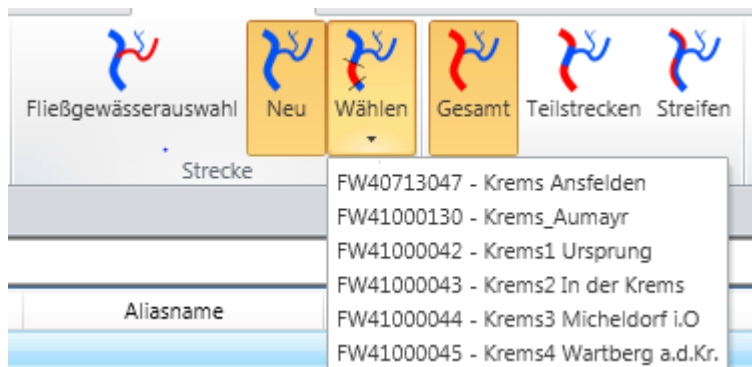 Fließgewässerauswahl Neu Wählen Gesamt Teilstrecken Streifen
Strecke
FW40713047 - Krems Ansfelden
FW41000130 - Krems_Aumayr
FW41000042 - Krems1 Ursprung
FW41000043 - Krems2 In der Krems
Aliasname
FW41000044 - Krems3 Micheldorf i.O
FW41000045 - Krems4 Wartberg a.d.Kr.